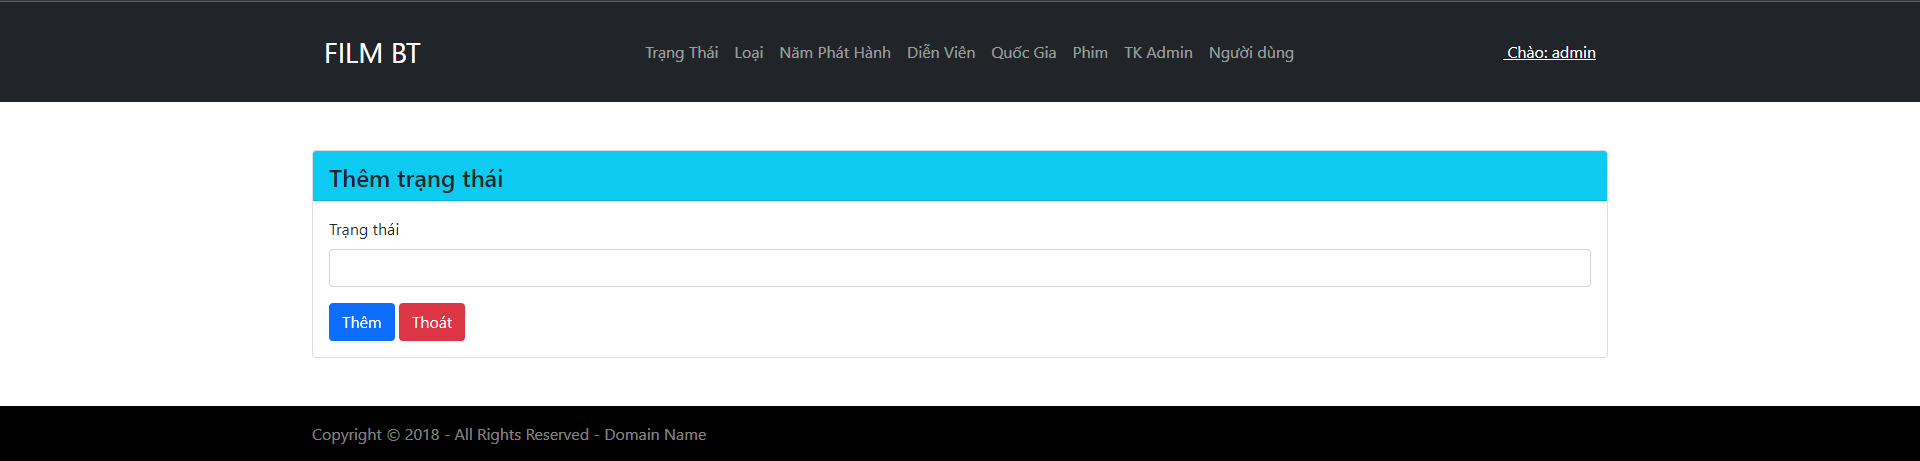 FILM BT
Trạng Thái Loại Năm Phát Hành Diễn Viên Quốc Gia Phim TK Admin Người dùng
Chào: admin
Thêm trạng thái
Trạng thái
Thêm Thoát
Copyright © 2018 - All Rights Reserved - Domain Name